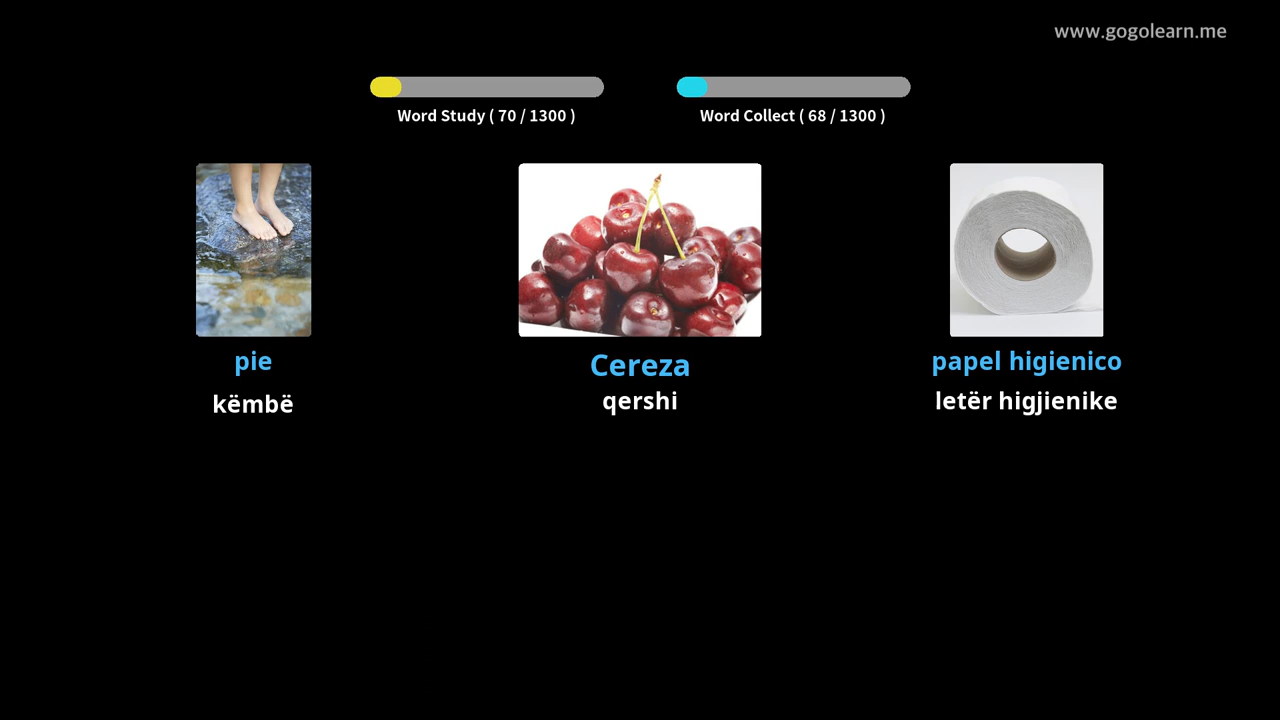 www.gogolearn.me
Word Study ( 70 / 1300 )
Word Collect ( 68 / 1300 )
pie
këmbë
Cereza
qershi
papel higienico
letër higjienike